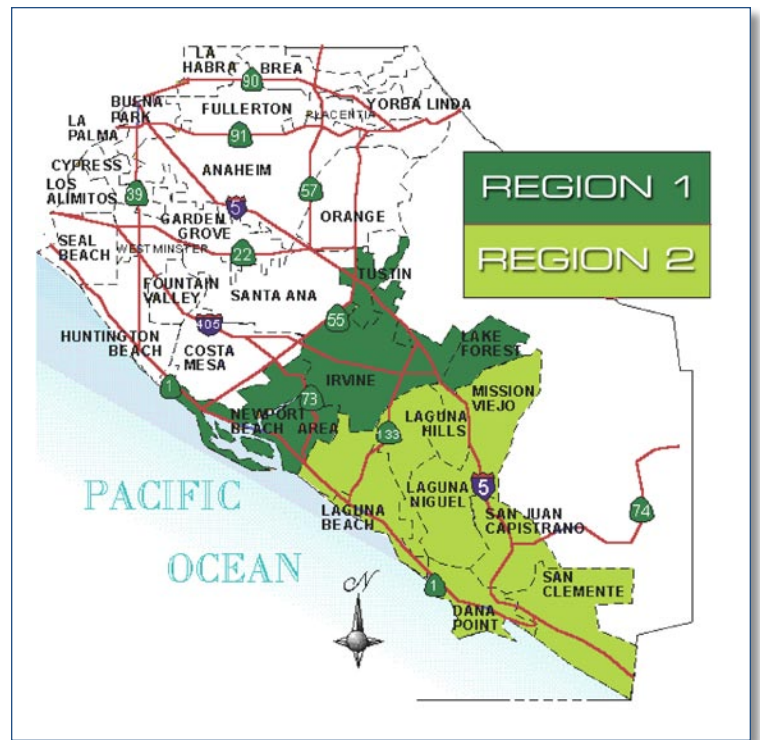 LA
HABRA
BREA
90
BUENA
PARK
FULLERTON
YORBA LINDA
PLACENTIA
LA
PALMA
91
CYPRESS
ANAHEIM
LOS
ALIMITOS
39
57
5
GARDEN
GROVE
ORANGE
SEAL
BEACH
WESTMINSTER
22
TUSTIN
FOUNTAIN
VALLEY
SANTA ANA
55
405
HUNTINGTON
BEACH
COSTA
MESA
LAKE
FOREST
1
IRVINE
MISSION
VIEJO
73
NEWPORT
BEACH AREA
LAGUNA
HILLS
133
LAGUNA
NIGUEL
5
LAGUNA
BEACH
SAN JUAN
CAPISTRANO
74
SAN
CLEMENTE
1
DANA
POINT
REGION 1
REGION 2
PACIFIC
OCEAN
N